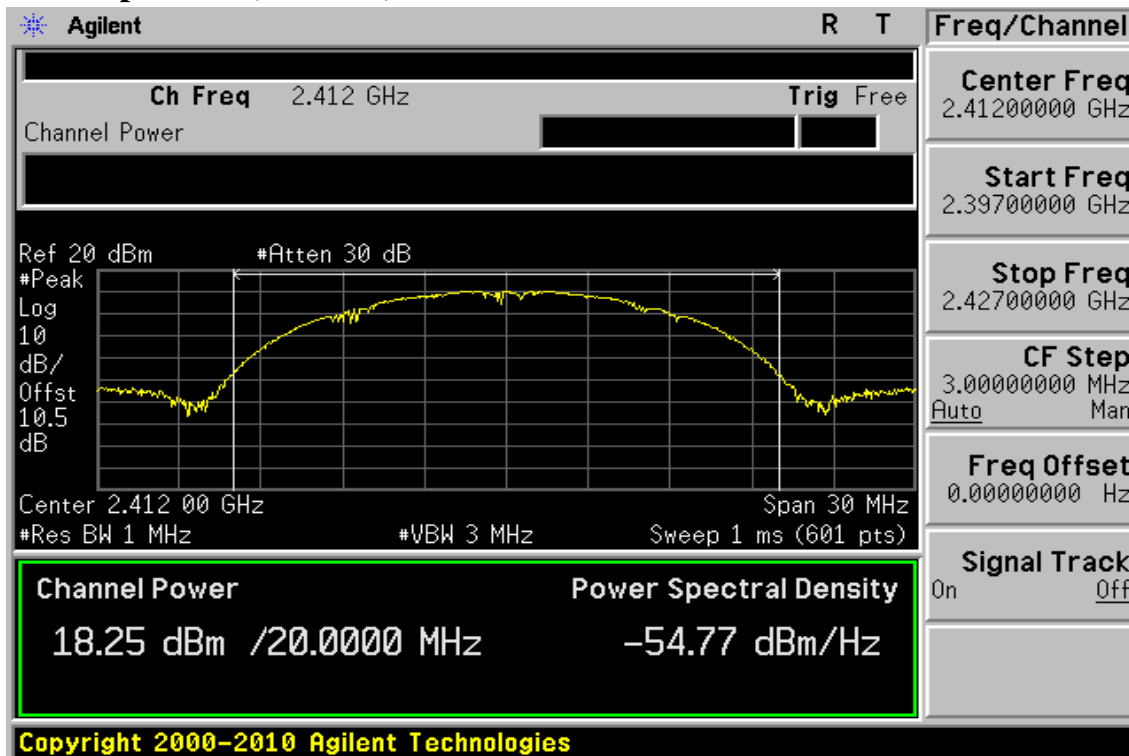 Agilent R T Freq/Channel
Ch Freq 2.412 GHz Trig Free
Channel Power
Center Freq
2.41200000 GHz
Start Freq
2.39700000 GHz
Stop Freq
2.42700000 GHz
CF Step
3.00000000 MHz
Auto Man
Freq Offset
0.00000000 Hz
Signal Track
On Off
Ref 20 dBm #Atten 30 dB
#Peak
Log
10
dB/
Offst
10.5
dB
Center 2.412 00 GHz Span 30 MHz
#Res BW 1 MHz #VBW 3 MHz Sweep 1 ms (601 pts)
Channel Power Power Spectral Density
18.25 dBm /20.0000 MHz -54.77 dBm/Hz
Copyright 2000-2010 Agilent Technologies